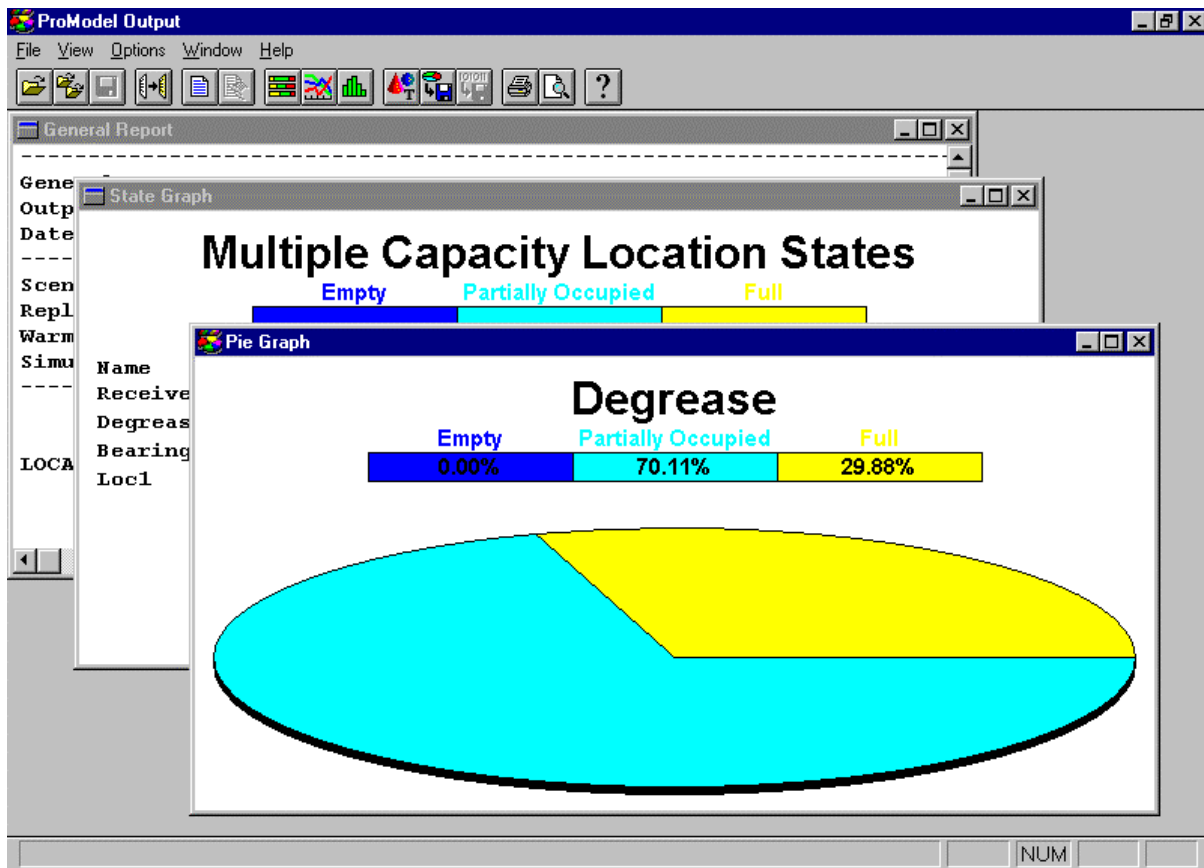 ProModel Output
File View Options Window Help
General Report
Gene
Outp
Date
Scen
Repl
Warm
Simu
LOCA
State Graph
Multiple Capacity Location States
Empty Partially Occupied Full
Name
Receive
Degreas
Bearing
Loc1
Pie Graph
Degrease
Empty Partially Occupied Full
0.00% 70.11% 29.88%
NUM